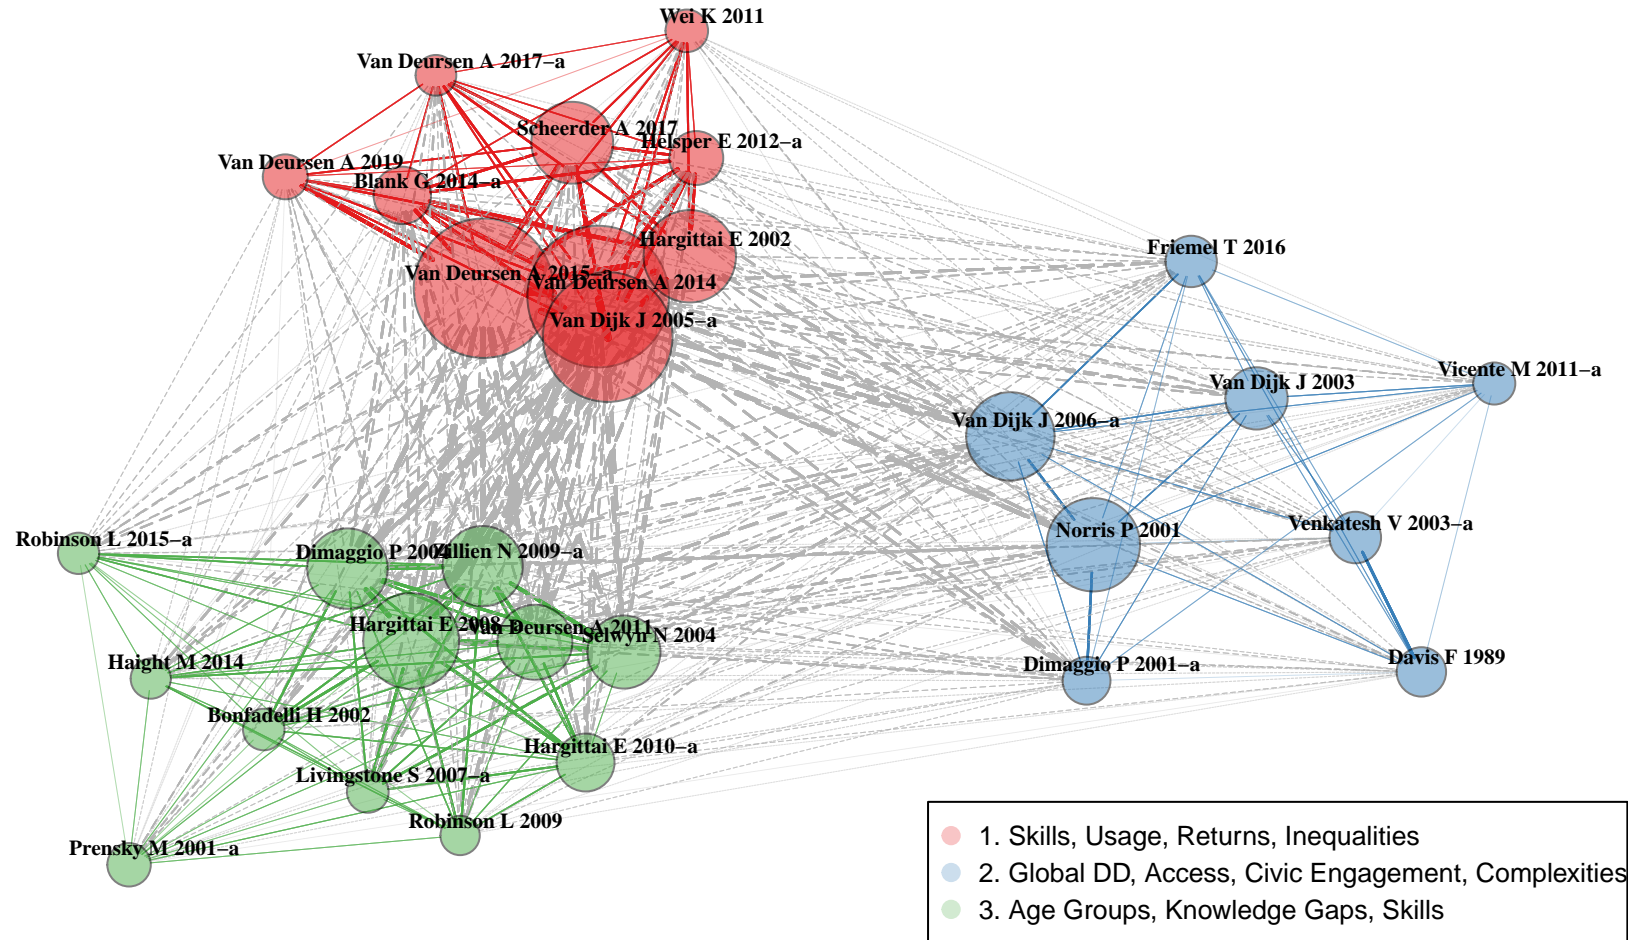 Wei K 2011
Van Deursen A 2017−a
Scheerder A 2017
Helsper E 2012−a
Van Deursen A 2019
Blank G 2014−a
Hargittai E 2002
Van Deursen A 2015−a
Van Deursen A 2014
Van Dijk J 2005−a
Friemel T 2016
Vicente M 2011−a
Van Dijk J 2003
Van Dijk J 2006−a
Venkatesh V 2003−a
Norris P 2001
Robinson L 2015−a
Dimaggio P 2004
Zillien N 2009−a
Hargittai E 2008
Van Deursen A 2011
Selwyn N 2004
Haight M 2014
Dimaggio P 2001−a
Davis F 1989
Bonfadelli H 2002
Hargittai E 2010−a
Livingstone S 2007−a
Robinson L 2009
Prensky M 2001−a
1. Skills, Usage, Returns, Inequalities
2. Global DD, Access, Civic Engagement, Complexities
3. Age Groups, Knowledge Gaps, Skills